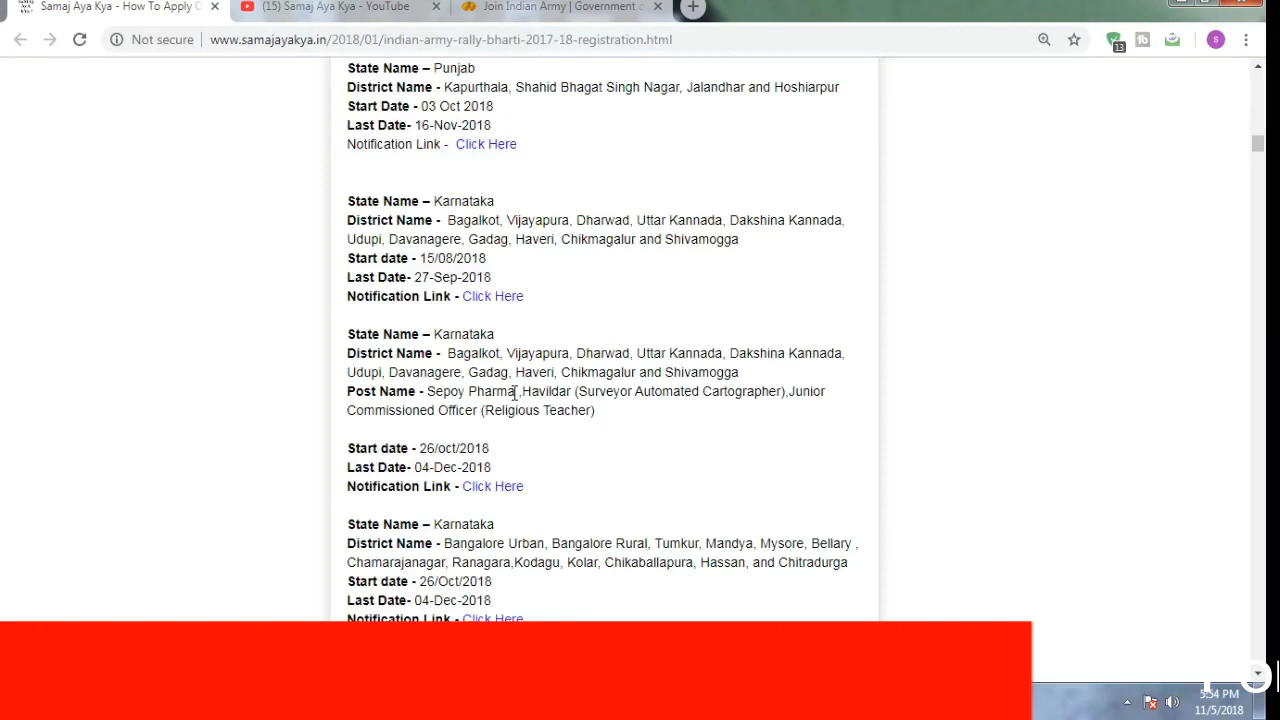 Samaj Aya Kya - How To Apply O
(15) Samaj Aya Kya - YouTube
Join Indian Army | Government o
Not secure
www.samajayakya.in/2018/01/indian-army-rally-bharti-2017-18-registration.html
13
S
State Name – Punjab
District Name - Kapurthala, Shahid Bhagat Singh Nagar, Jalandhar and Hoshiarpur
Start Date - 03 Oct 2018
Last Date- 16-Nov-2018
Notification Link - Click Here
State Name – Karnataka
District Name - Bagalkot, Vijayapura, Dharwad, Uttar Kannada, Dakshina Kannada,
Udupi, Davanagere, Gadag, Haveri, Chikmagalur and Shivamogga
Start date - 15/08/2018
Last Date- 27-Sep-2018
Notification Link - Click Here
State Name – Karnataka
District Name - Bagalkot, Vijayapura, Dharwad, Uttar Kannada, Dakshina Kannada,
Udupi, Davanagere, Gadag, Haveri, Chikmagalur and Shivamogga
Post Name - Sepoy Pharma ,Havildar (Surveyor Automated Cartographer),Junior
Commissioned Officer (Religious Teacher)
Start date - 26/oct/2018
Last Date- 04-Dec-2018
Notification Link - Click Here
State Name – Karnataka
District Name - Bangalore Urban, Bangalore Rural, Tumkur, Mandya, Mysore, Bellary ,
Chamarajanagar, Ranagara,Kodagu, Kolar, Chikaballapura, Hassan, and Chitradurga
Start date - 26/Oct/2018
Last Date- 04-Dec-2018
Notification Link - Click Here
5:54 PM
11/5/2018